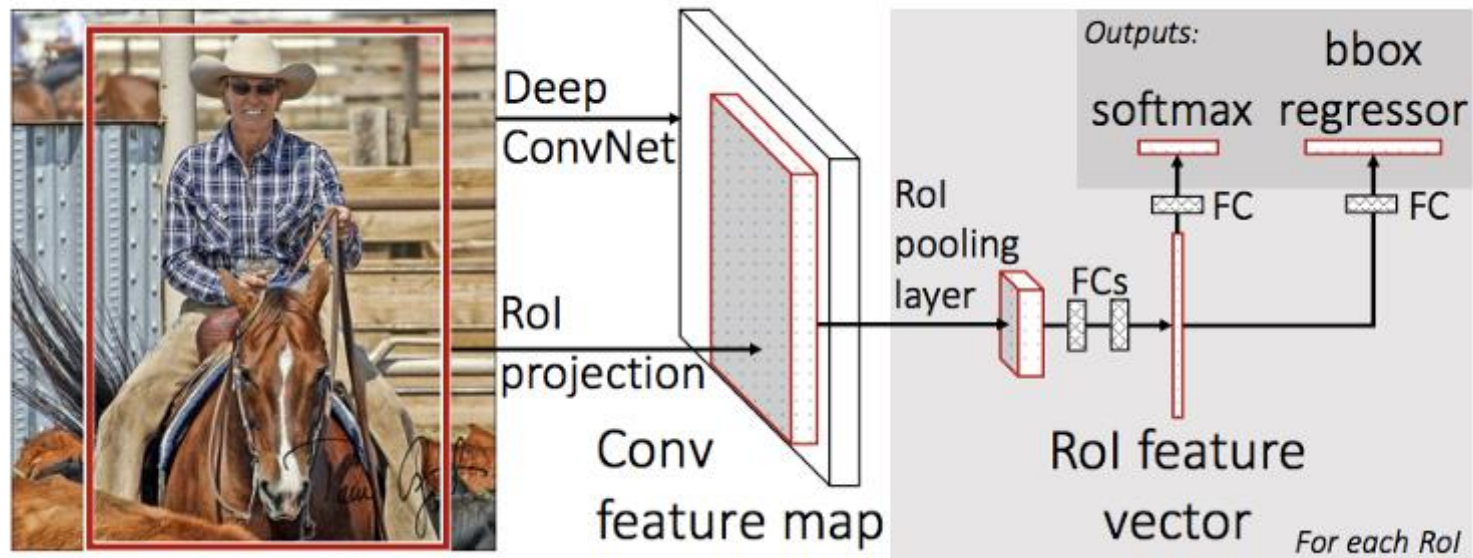 Deep
ConvNet
RoI
projection
Conv
feature map
RoI
pooling
layer
FCs
RoI feature
vector
For each RoI
Outputs:
softmax
bbox
regressor
FC
FC